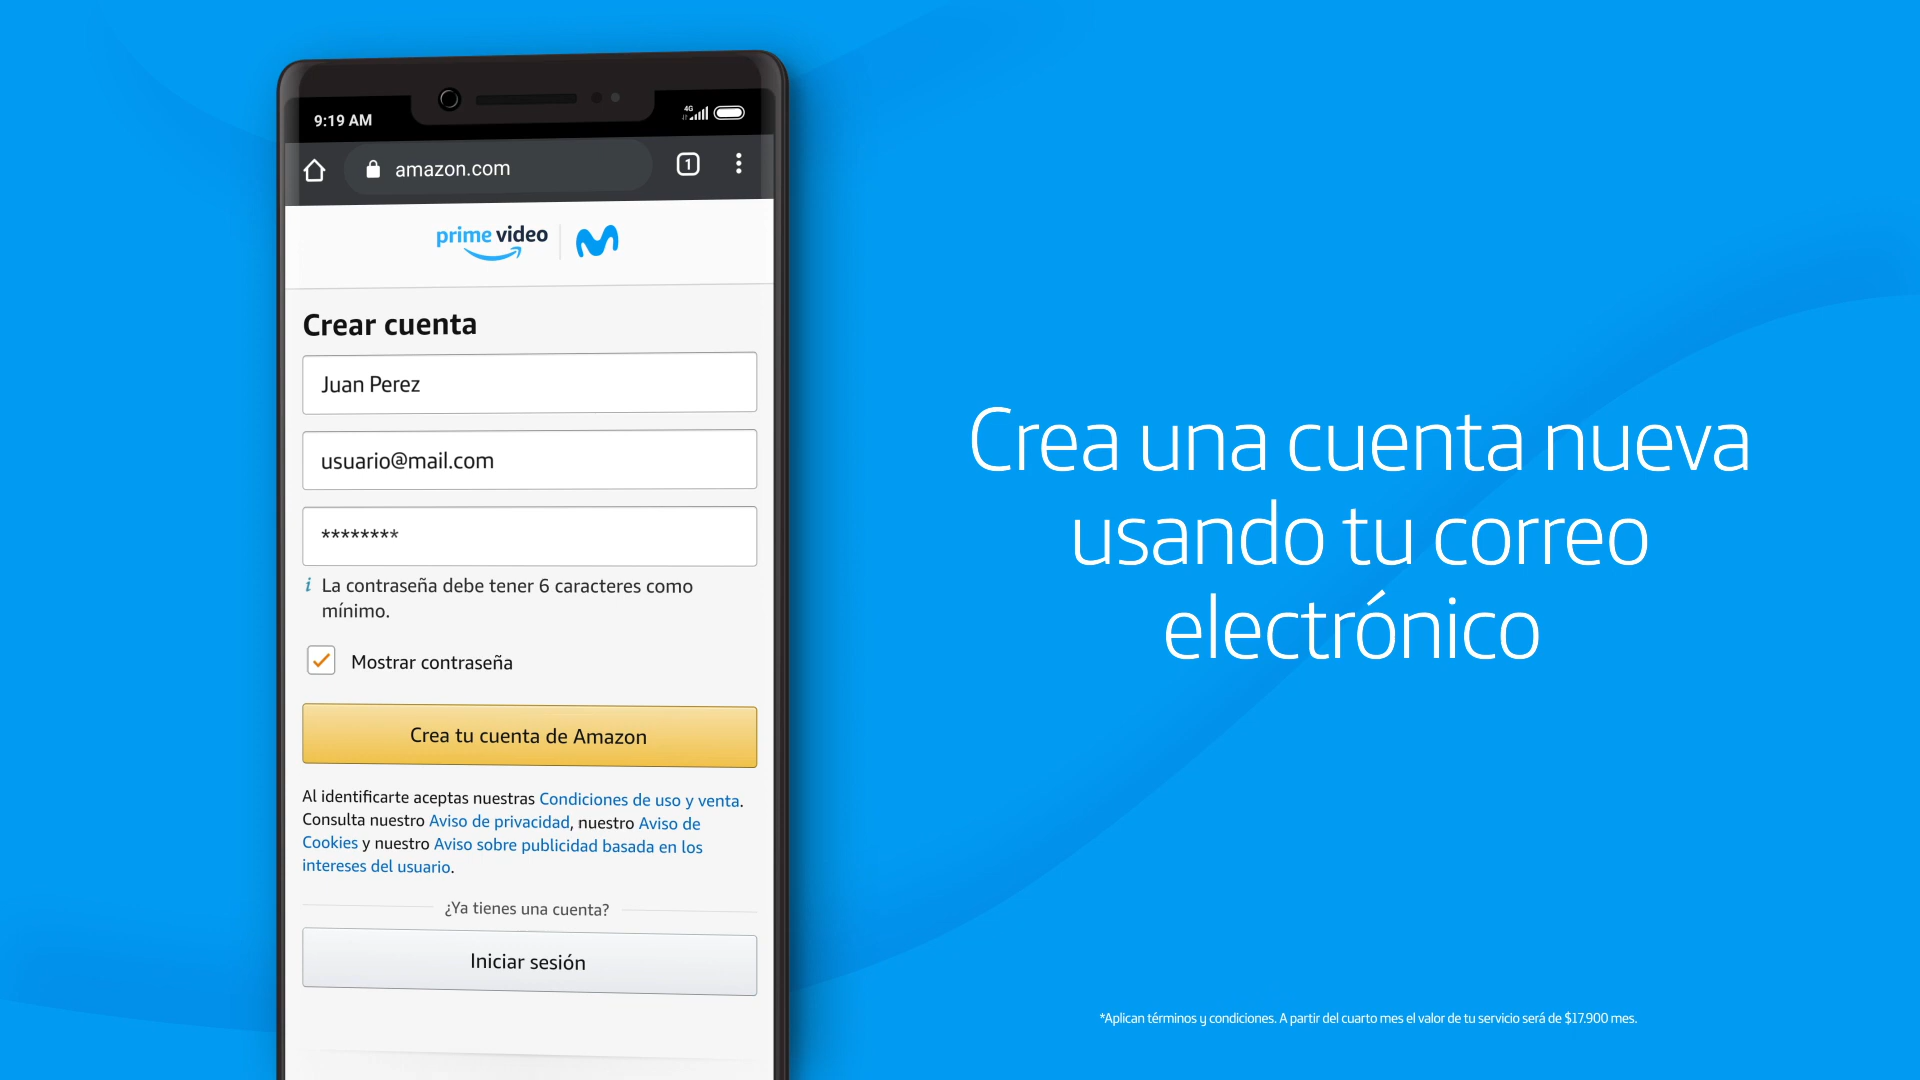 9:19 AM
4G
1
amazon.com
prime video
Crear cuenta
Juan Perez
usuario@mail.com
********
i La contraseña debe tener 6 caracteres como
mínimo.
Mostrar contraseña
Crea tu cuenta de Amazon
Al identificarte aceptas nuestras Condiciones de uso y venta.
Consulta nuestro Aviso de privacidad, nuestro Aviso de
Cookies y nuestro Aviso sobre publicidad basada en los
intereses del usuario.
¿Ya tienes una cuenta?
Iniciar sesión
Crea una cuenta nueva
usando tu correo
electrónico
*Aplican términos y condiciones. A partir del cuarto mes el valor de tu servicio será de $17.900 mes.